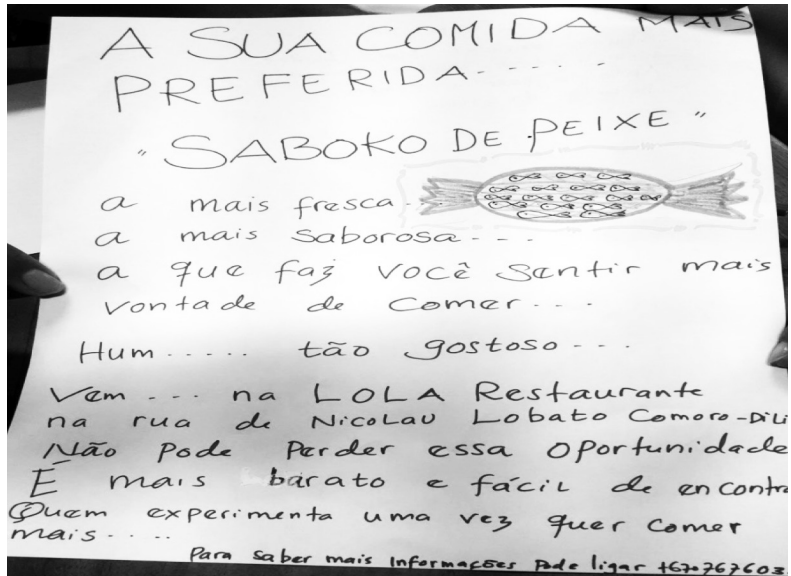 A SUA COMIDA MAIS
PREFERIDA- - - - -
"SABOKO DE PEIXE"
a mais fresca..
a mais saborosa - - -
a que faz você Sentir mais
vontade de Comer - - -
Hum ..... tão gostoso - - -
Vem --- na LOLA Restaurante
na rua de NicoLau Lobato Comoro-DiLi
Não Pode Perder essa oportunidade
É mais barato e fáciL de encontra
Quem experimenta uma vez quer comer
mais- - - - -
Para saber mais Informações Pode ligar +670767603